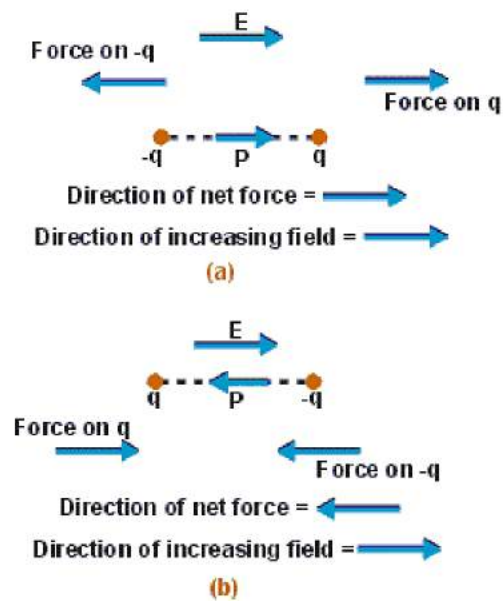 E
Force on -q
Force on q
-q
P
q
Direction of net force =
Direction of increasing field =
(a)
E
q
P
-q
Force on q
Force on -q
Direction of net force =
Direction of increasing field =
(b)